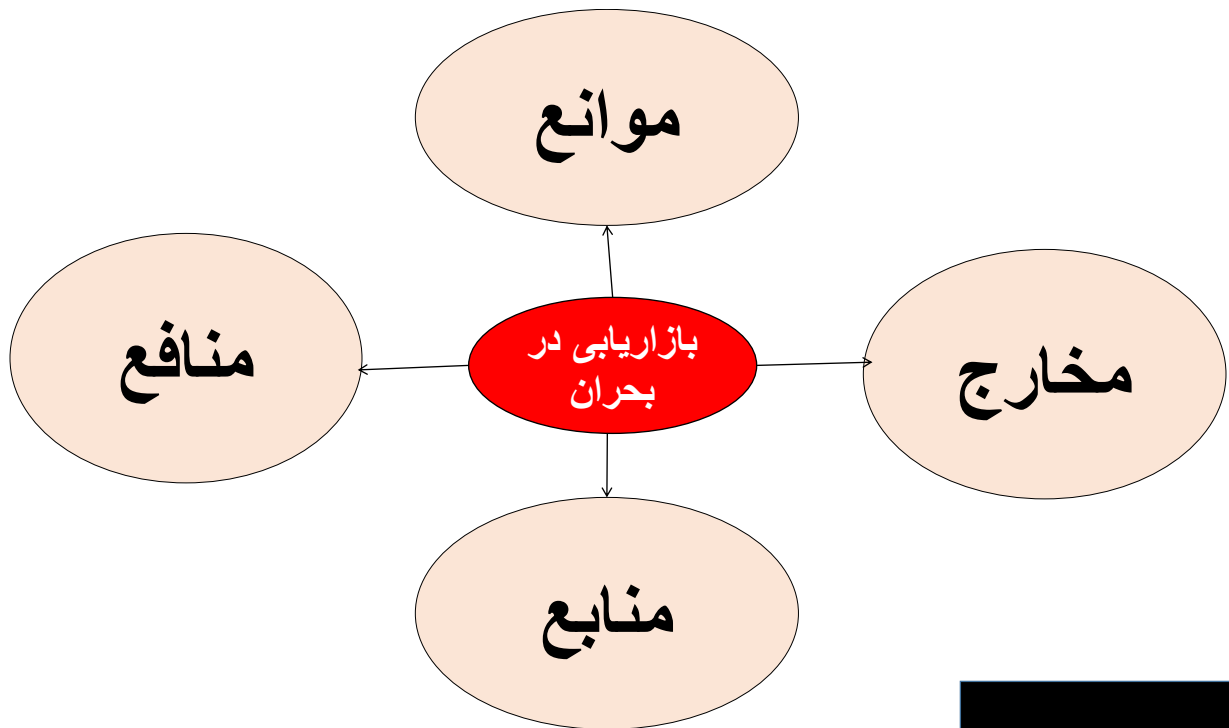 موانع
منافع
بازاریابی در
بحران
مخارج
منابع